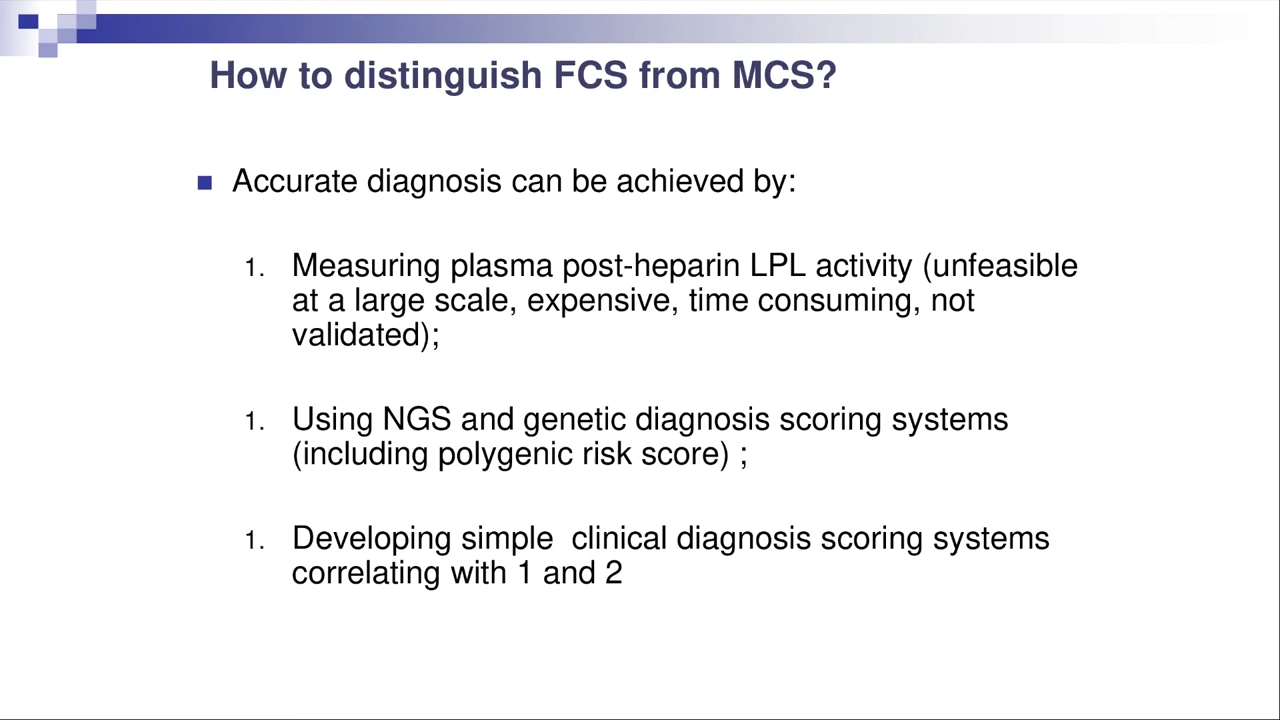 How to distinguish FCS from MCS?
Accurate diagnosis can be achieved by:
1. Measuring plasma post-heparin LPL activity (unfeasible
at a large scale, expensive, time consuming, not
validated);
1. Using NGS and genetic diagnosis scoring systems
(including polygenic risk score) ;
1. Developing simple  clinical diagnosis scoring systems
correlating with 1 and 2